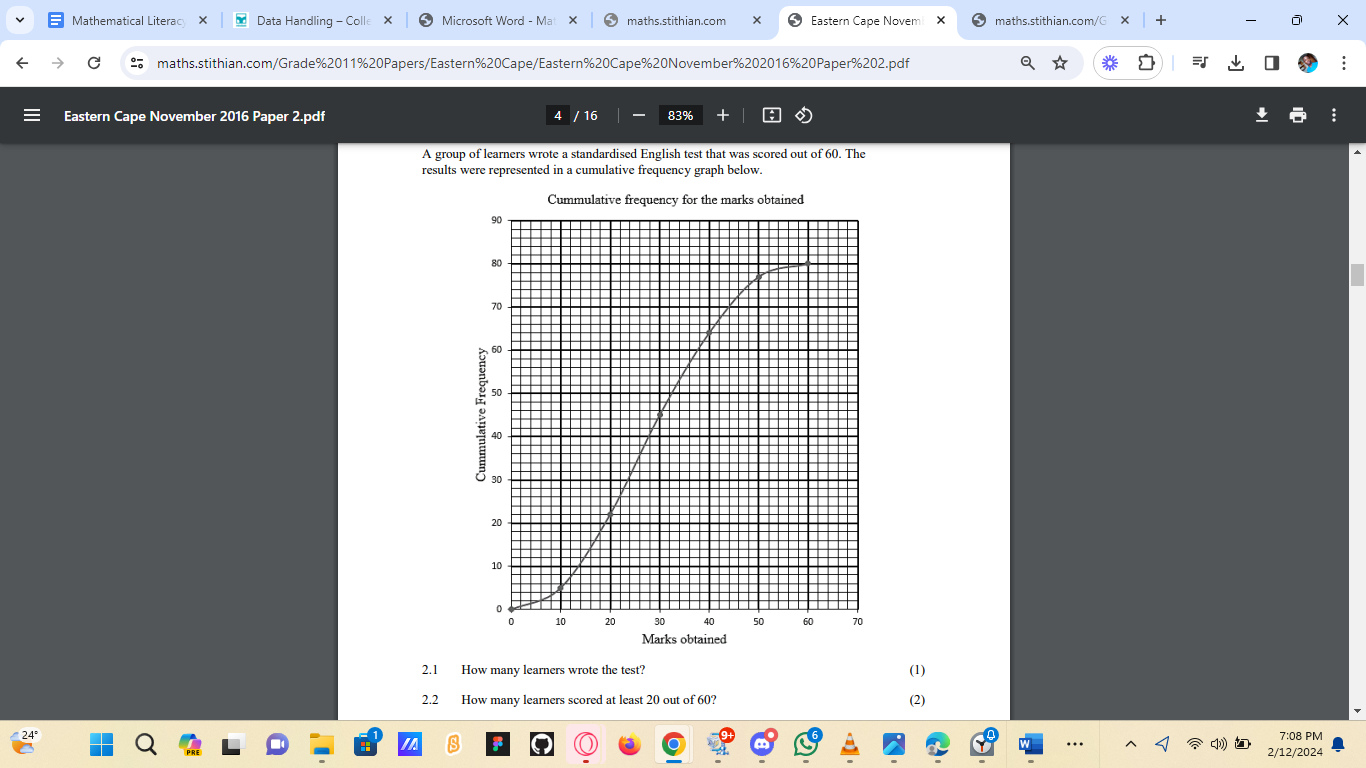 Mathematical Literacy
Data Handling – Colle
Microsoft Word - Mat
maths.stithian.com
Eastern Cape Novem
maths.stithian.com/G
maths.stithian.com/Grade%2011%20Papers/Eastern%20Cape/Eastern%20Cape%20November%202016%20Paper%202.pdf
Eastern Cape November 2016 Paper 2.pdf
4 / 16
83%
A group of learners wrote a standardised English test that was scored out of 60. The
results were represented in a cumulative frequency graph below.
Cummulative frequency for the marks obtained
90
80
70
60
50
40
30
20
10
0
Cummulative Frequency
0 10 20 30 40 50 60 70
Marks obtained
2.1 How many learners wrote the test? (1)
2.2 How many learners scored at least 20 out of 60? (2)
24°
PRE
1
9+
6
7:08 PM
2/12/2024